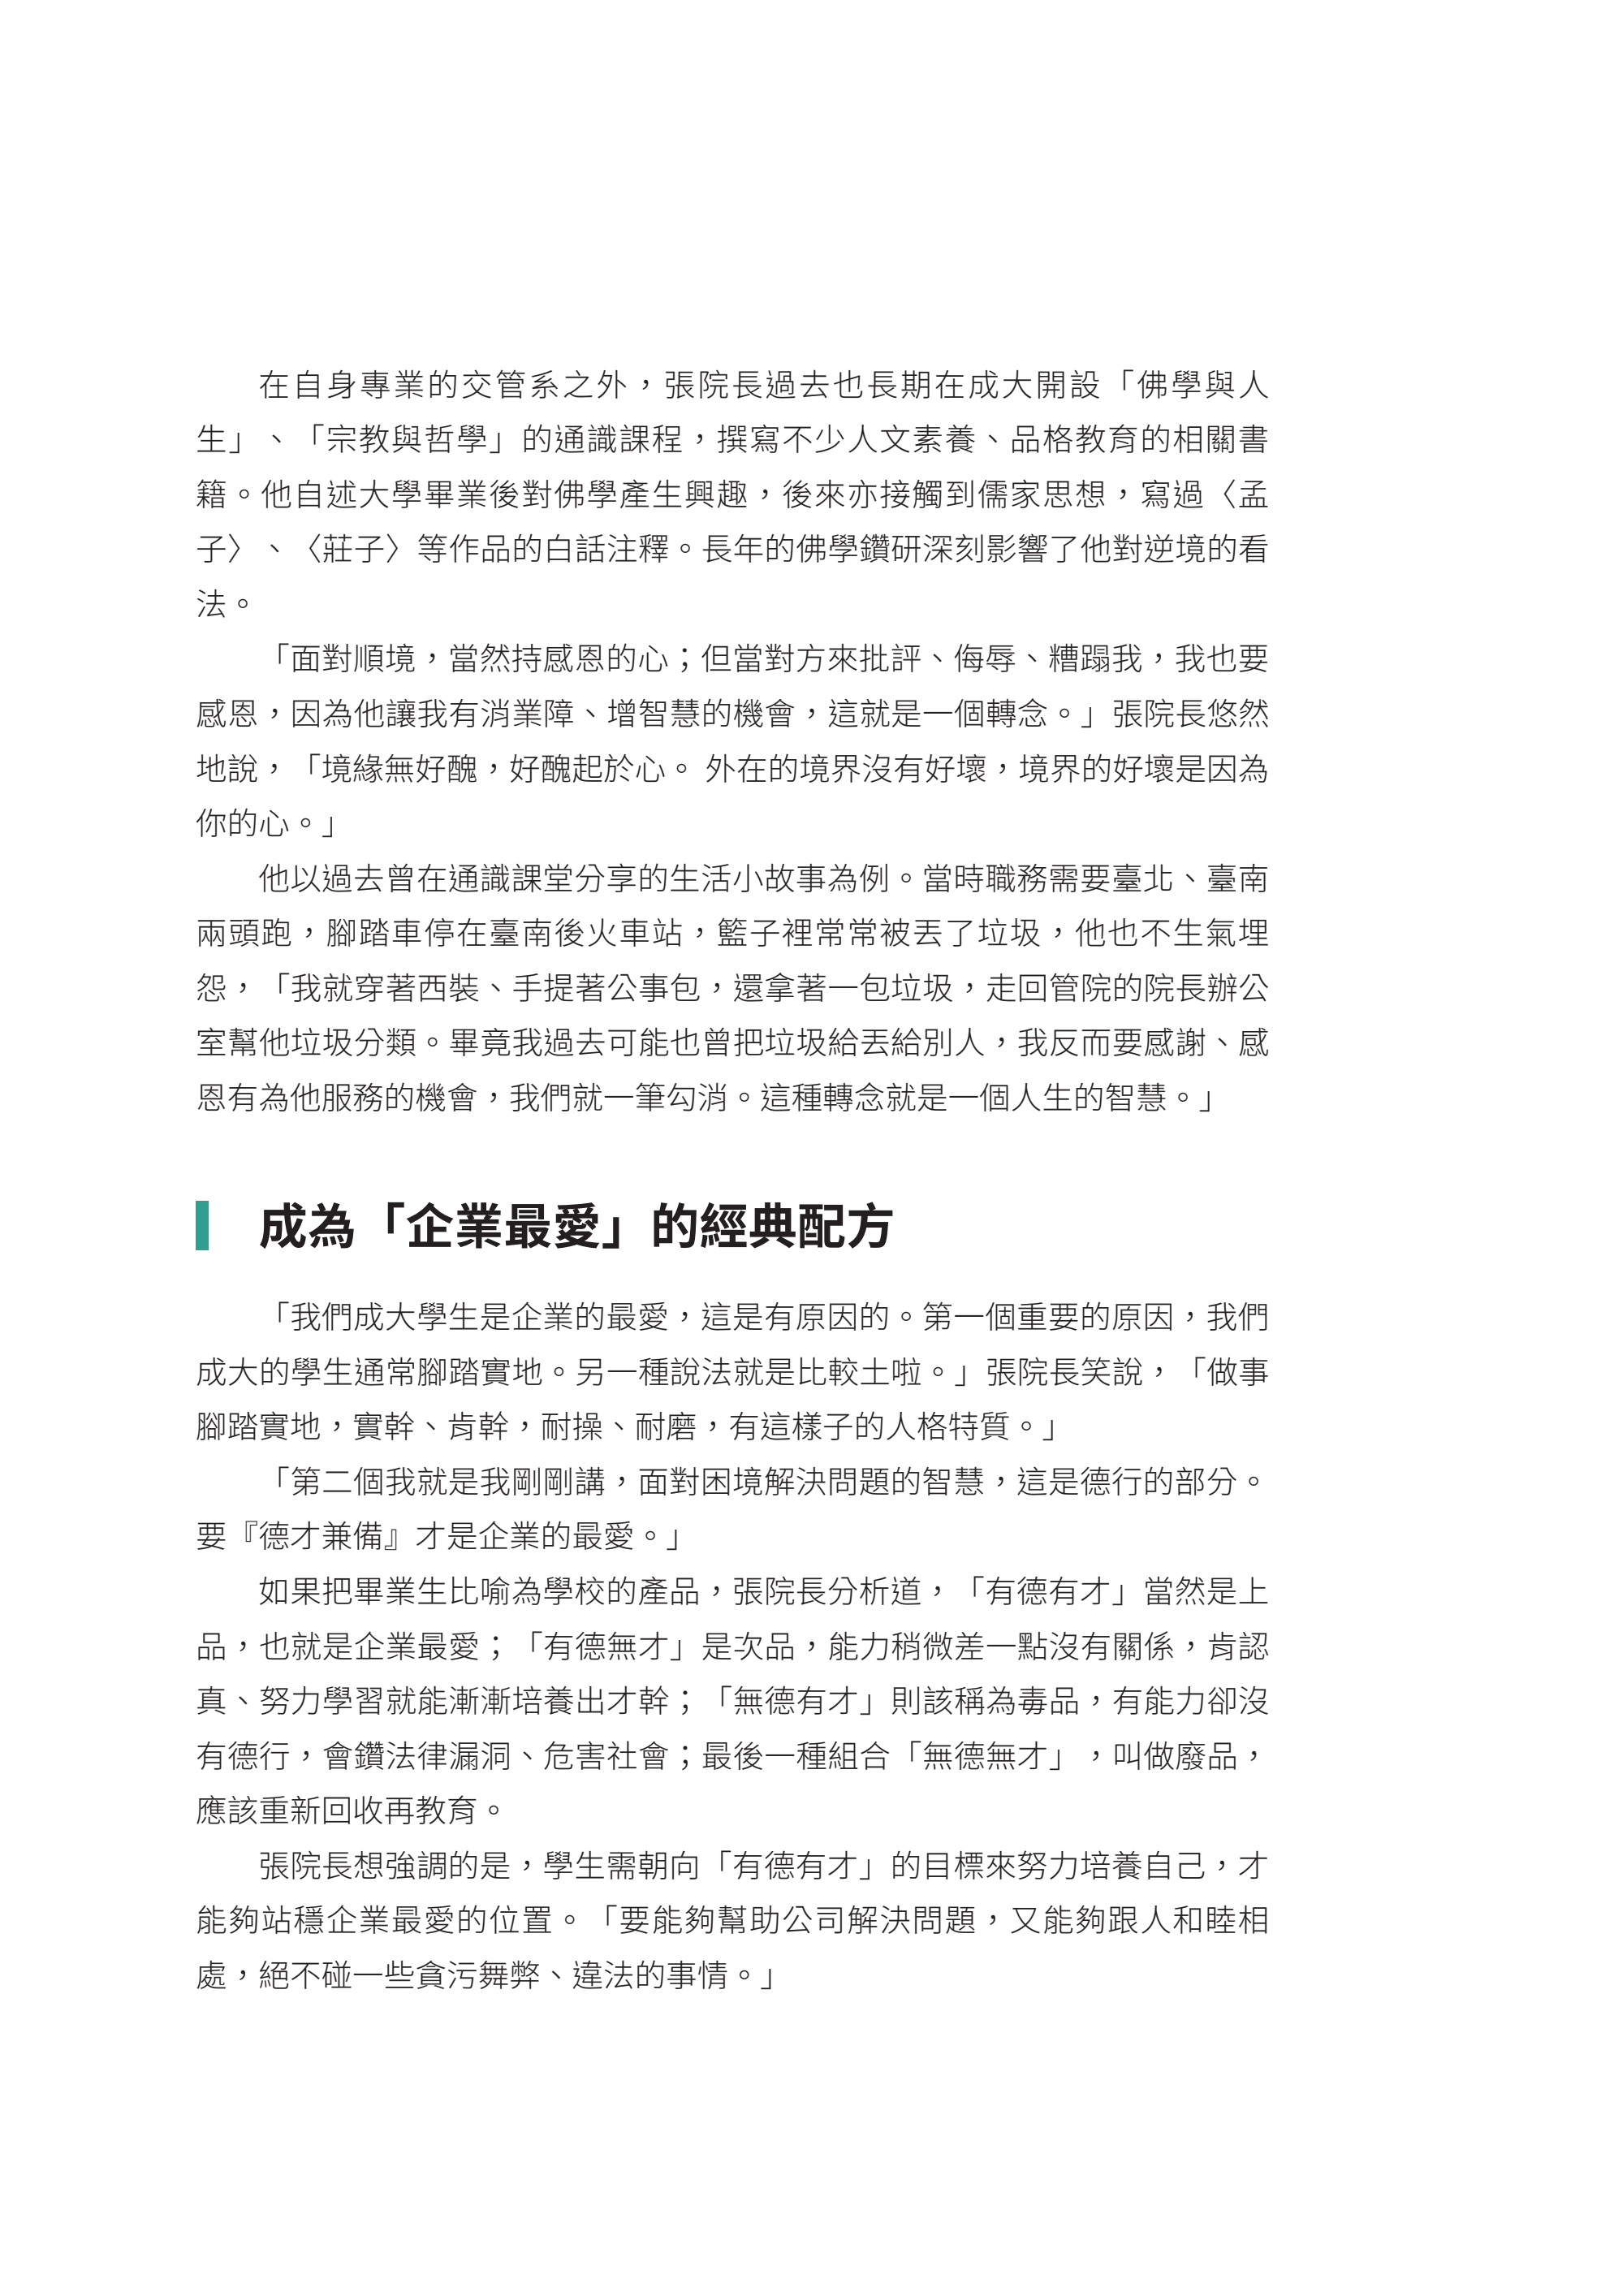 在自身專業的交管系之外，張院長過去也長期在成大開設「佛學與人
生」、「宗教與哲學」的通識課程，撰寫不少人文素養、品格教育的相關書
籍。他自述大學畢業後對佛學產生興趣，後來亦接觸到儒家思想，寫過〈孟
子〉、〈莊子〉等作品的白話注釋。長年的佛學鑽研深刻影響了他對逆境的看
法。
「面對順境，當然持感恩的心；但當對方來批評、侮辱、糟蹋我，我也要
感恩，因為他讓我有消業障、增智慧的機會，這就是一個轉念。」張院長悠然
地說，「境緣無好醜，好醜起於心。 外在的境界沒有好壞，境界的好壞是因為
你的心。」
他以過去曾在通識課堂分享的生活小故事為例。當時職務需要臺北、臺南
兩頭跑，腳踏車停在臺南後火車站，籃子裡常常被丟了垃圾，他也不生氣埋
怨，「我就穿著西裝、手提著公事包，還拿著一包垃圾，走回管院的院長辦公
室幫他垃圾分類。畢竟我過去可能也曾把垃圾給丟給別人，我反而要感謝、感
恩有為他服務的機會，我們就一筆勾消。這種轉念就是一個人生的智慧。」
成為「企業最愛」的經典配方
「我們成大學生是企業的最愛，這是有原因的。第一個重要的原因，我們
成大的學生通常腳踏實地。另一種說法就是比較土啦。」張院長笑說，「做事
腳踏實地，實幹、肯幹，耐操、耐磨，有這樣子的人格特質。」
「第二個我就是我剛剛講，面對困境解決問題的智慧，這是德行的部分。
要『德才兼備』才是企業的最愛。」
如果把畢業生比喻為學校的產品，張院長分析道，「有德有才」當然是上
品，也就是企業最愛；「有德無才」是次品，能力稍微差一點沒有關係，肯認
真、努力學習就能漸漸培養出才幹；「無德有才」則該稱為毒品，有能力卻沒
有德行，會鑽法律漏洞、危害社會；最後一種組合「無德無才」，叫做廢品，
應該重新回收再教育。
張院長想強調的是，學生需朝向「有德有才」的目標來努力培養自己，才
能夠站穩企業最愛的位置。「要能夠幫助公司解決問題，又能夠跟人和睦相
處，絕不碰一些貪污舞弊、違法的事情。」